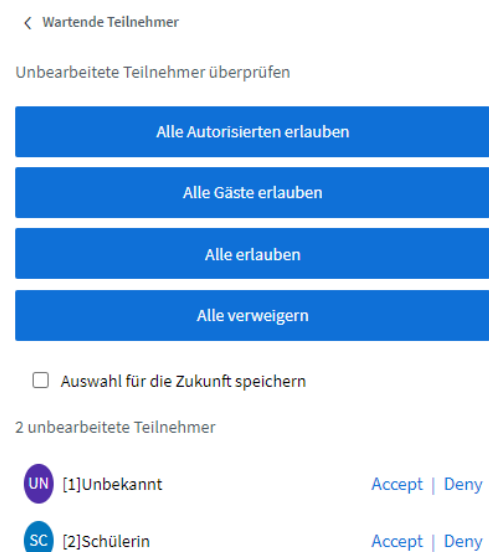 Wartende Teilnehmer
Unbearbeitete Teilnehmer überprüfen
Alle Autorisierten erlauben
Alle Gäste erlauben
Alle erlauben
Alle verweigern
Auswahl für die Zukunft speichern
2 unbearbeitete Teilnehmer
UN [1]Unbekannt Accept | Deny
SC [2]Schülerin Accept | Deny